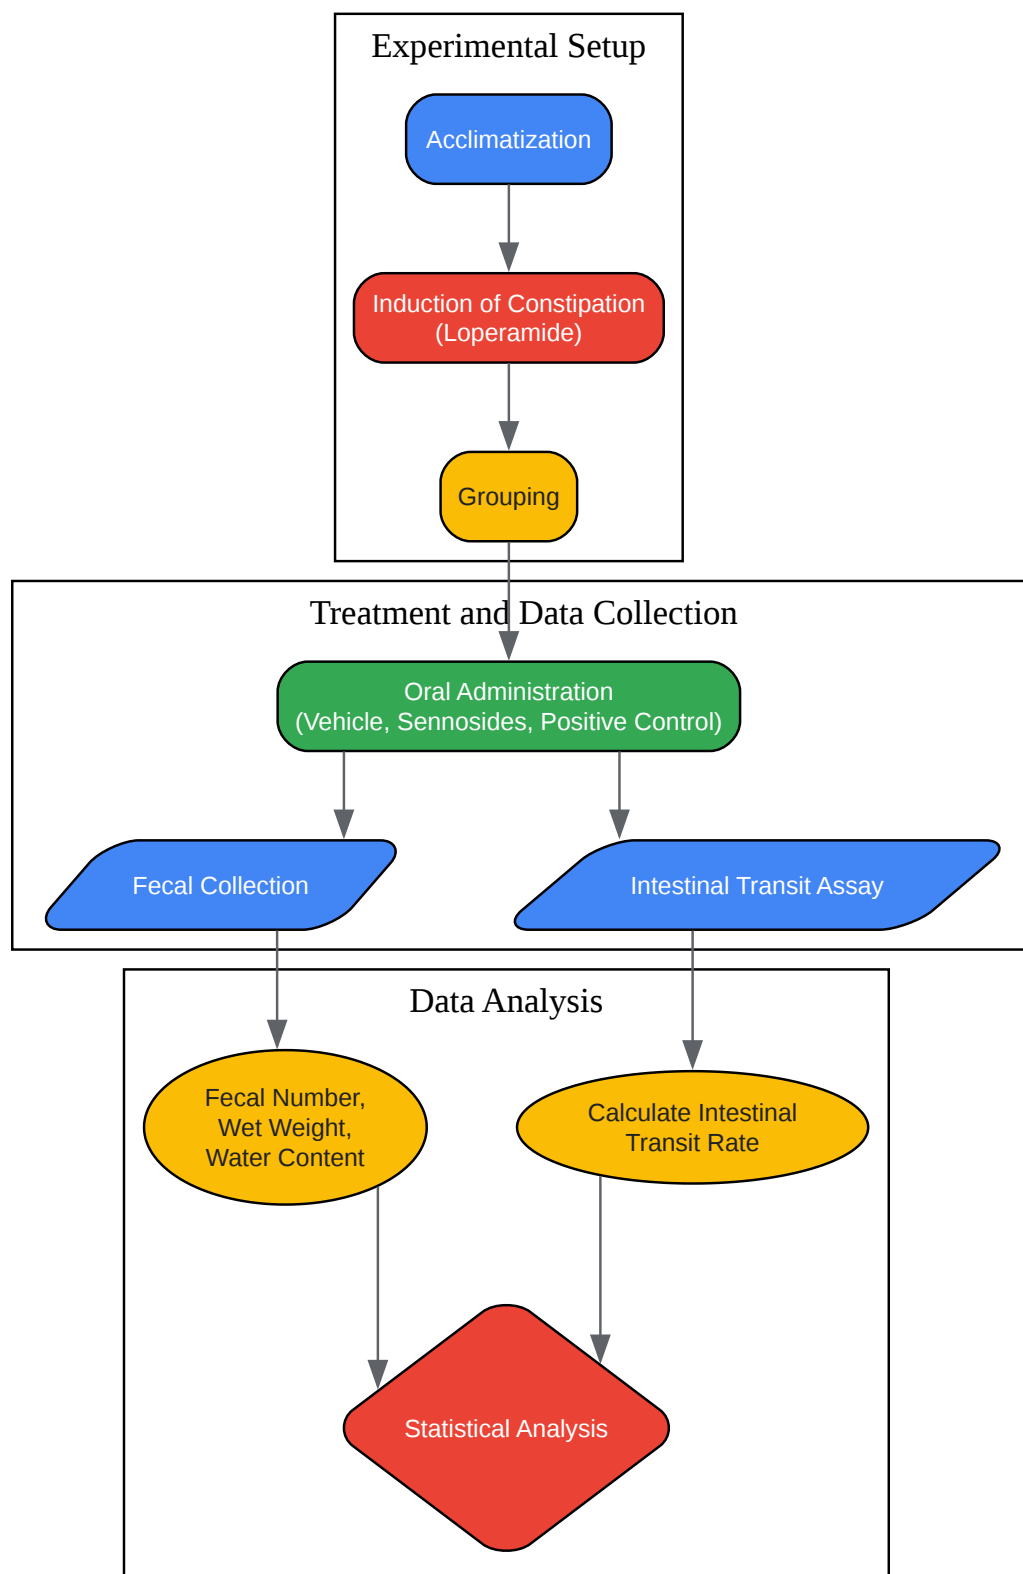 Experimental Setup
Acclimatization
Induction of Constipation
(Loperamide)
Grouping
Treatment and Data Collection
Oral Administration
(Vehicle, Sennosides, Positive Control)
Fecal Collection
Intestinal Transit Assay
Data Analysis
Fecal Number,
Wet Weight,
Water Content
Calculate Intestinal
Transit Rate
Statistical Analysis